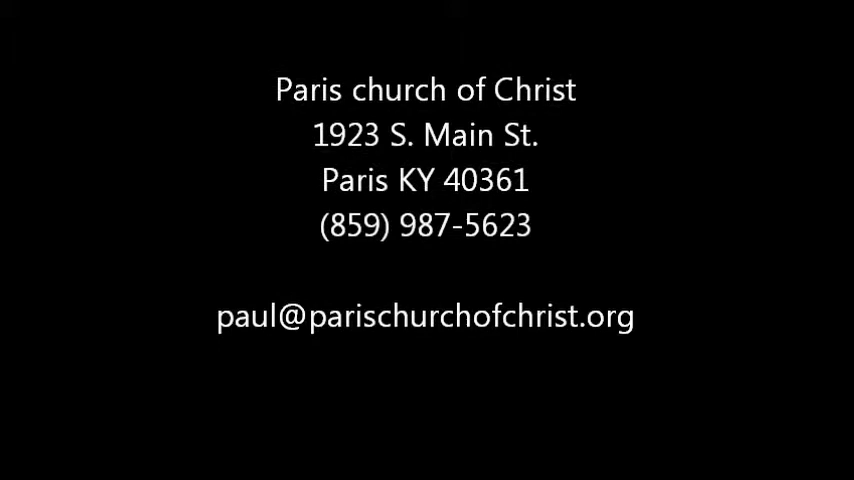 Paris church of Christ
1923 S. Main St.
Paris KY 40361
(859) 987-5623
paul@parischurchofchrist.org